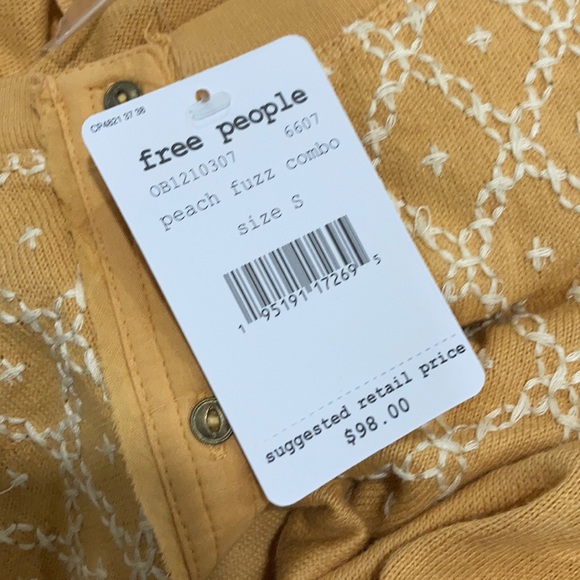 CP4821 37 38
free people
OB1210307 6607
peach fuzz combo
size S
1 95191 17269 5
suggested retail price
$98.00